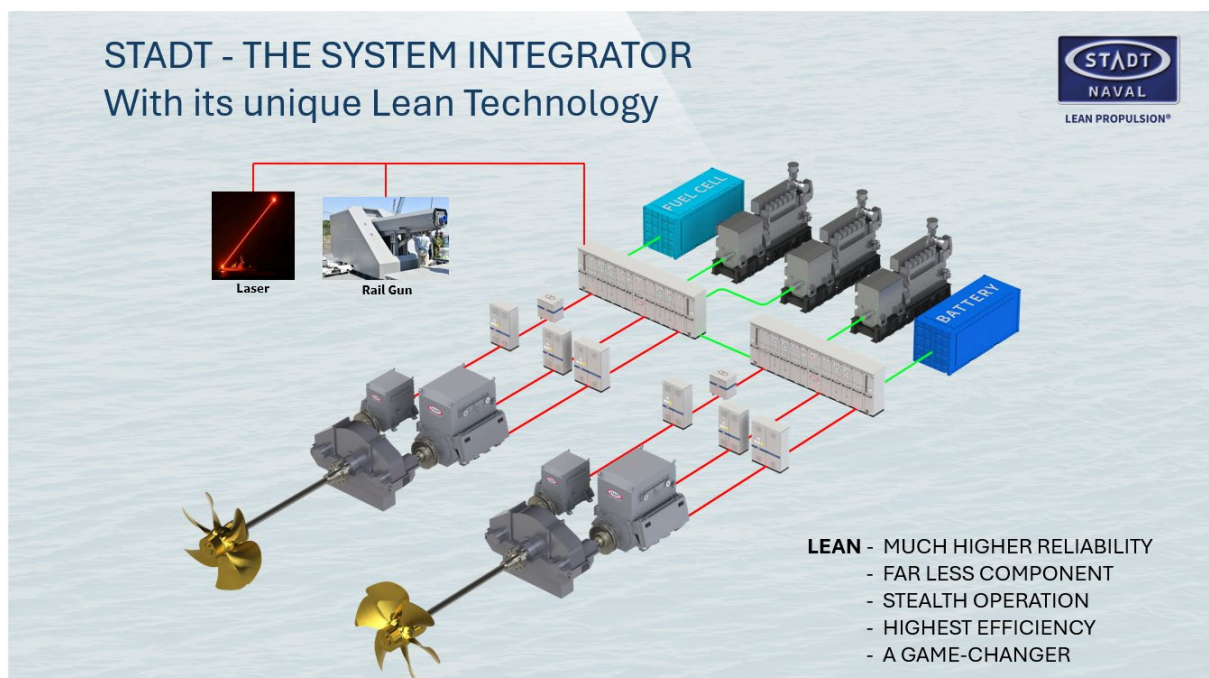 STADT - THE SYSTEM INTEGRATOR
With its unique Lean Technology
STADT
NAVAL
LEAN PROPULSION®
FUEL CELL
Laser
Rail Gun
BATTERY
LEAN - MUCH HIGHER RELIABILITY
- FAR LESS COMPONENT
- STEALTH OPERATION
- HIGHEST EFFICIENCY
- A GAME-CHANGER